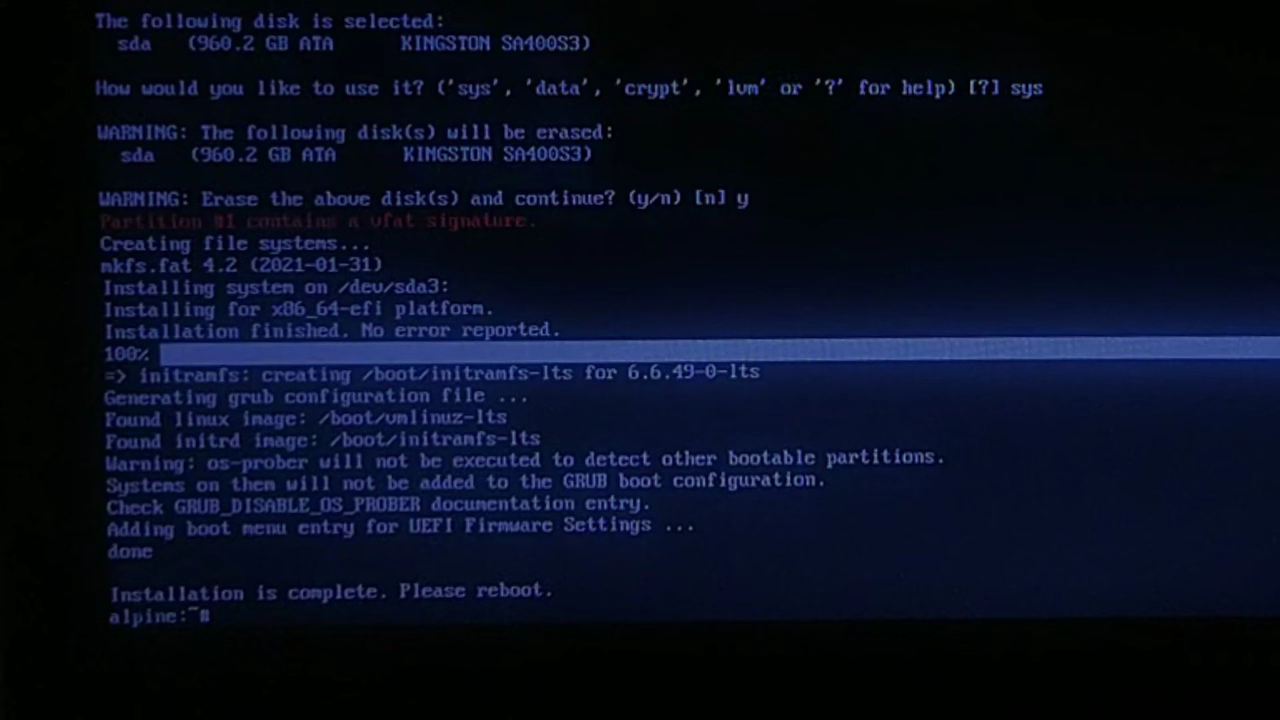 The following disk is selected:
sda (960.2 GB ATA KINGSTON SA400S3)
How would you like to use it? ('sys', 'data', 'crypt', 'lvm' or '?' for help) [?] sys
WARNING: The following disk(s) will be erased:
sda (960.2 GB ATA KINGSTON SA400S3)
WARNING: Erase the above disk(s) and continue? (y/n) [n] y
Partition #1 contains a vfat signature.
Creating file systems...
mkfs.fat 4.2 (2021-01-31)
Installing system on /dev/sda3:
Installing for x86_64-efi platform.
Installation finished. No error reported.
100%
=> initramfs: creating /boot/initramfs-lts for 6.6.49-0-lts
Generating grub configuration file ...
Found linux image: /boot/vmlinuz-lts
Found initrd image: /boot/initramfs-lts
Warning: os-prober will not be executed to detect other bootable partitions.
Systems on them will not be added to the GRUB boot configuration.
Check GRUB_DISABLE_OS_PROBER documentation entry.
Adding boot menu entry for UEFI Firmware Settings ...
done
Installation is complete. Please reboot.
alpine:~#